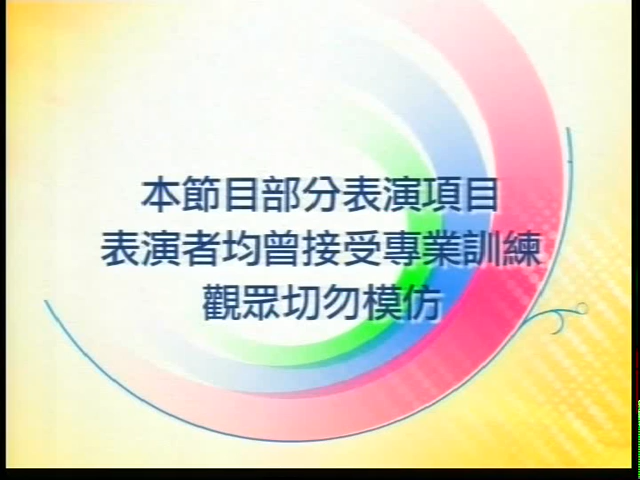 本節目部分表演項目
表演者均曾接受專業訓練
觀眾切勿模仿